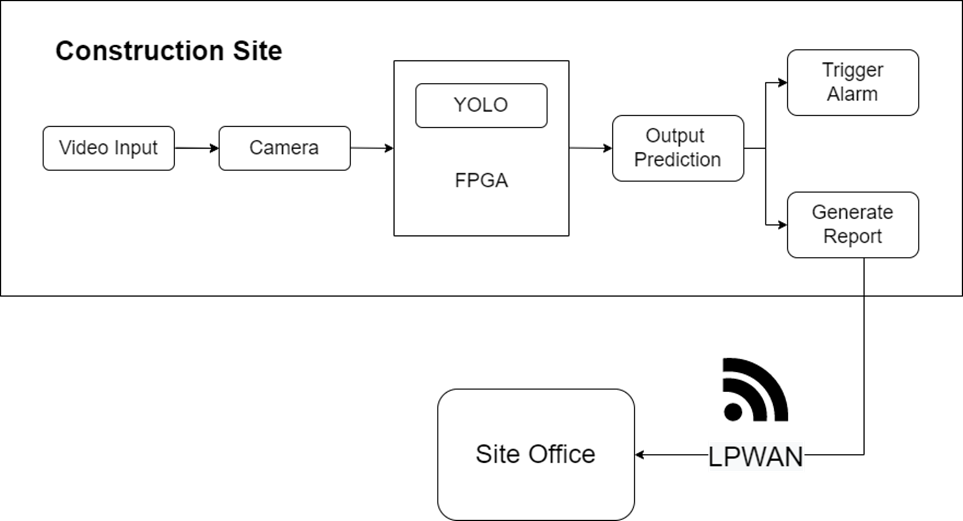 Construction Site
Video Input
Camera
YOLO
FPGA
Output
Prediction
Trigger
Alarm
Generate
Report
LPWAN
Site Office